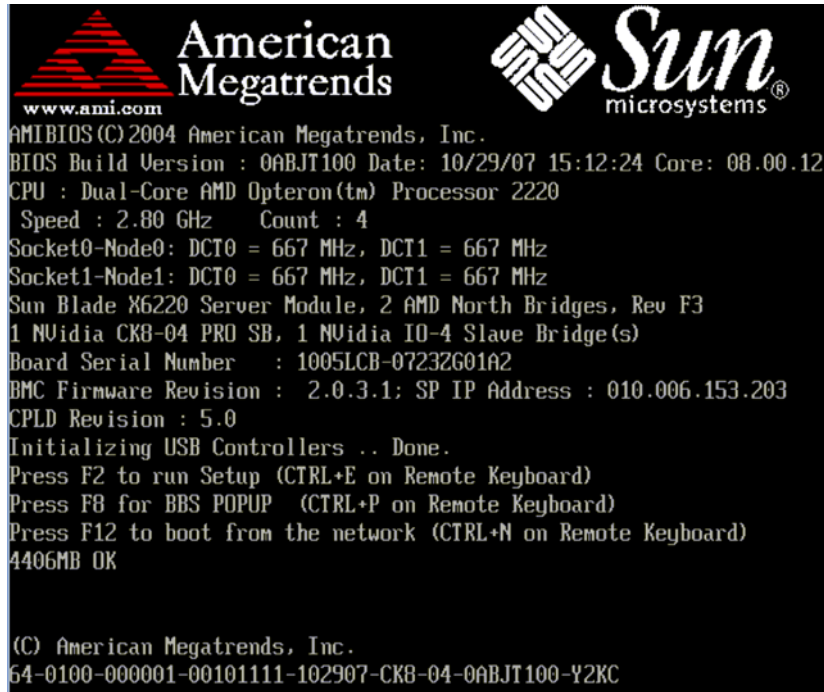 American
Megatrends
www.ami.com
Sun®
microsystems
AMIBIOS(C)2004 American Megatrends, Inc.
BIOS Build Version : 0ABJT100 Date: 10/29/07 15:12:24 Core: 08.00.12
CPU : Dual-Core AMD Opteron(tm) Processor 2220
Speed : 2.80 GHz Count : 4
Socket0-Node0: DCT0 = 667 MHz, DCT1 = 667 MHz
Socket1-Node1: DCT0 = 667 MHz, DCT1 = 667 MHz
Sun Blade X6220 Server Module, 2 AMD North Bridges, Rev F3
1 NVidia CK8-04 PRO SB, 1 NVidia IO-4 Slave Bridge(s)
Board Serial Number : 1005LCB-0723ZG01A2
BMC Firmware Revision : 2.0.3.1; SP IP Address : 010.006.153.203
CPLD Revision : 5.0
Initializing USB Controllers .. Done.
Press F2 to run Setup (CTRL+E on Remote Keyboard)
Press F8 for BBS POPUP (CTRL+P on Remote Keyboard)
Press F12 to boot from the network (CTRL+N on Remote Keyboard)
4406MB OK
(C) American Megatrends, Inc.
64-0100-000001-00101111-102907-CK8-04-0ABJT100-Y2KC